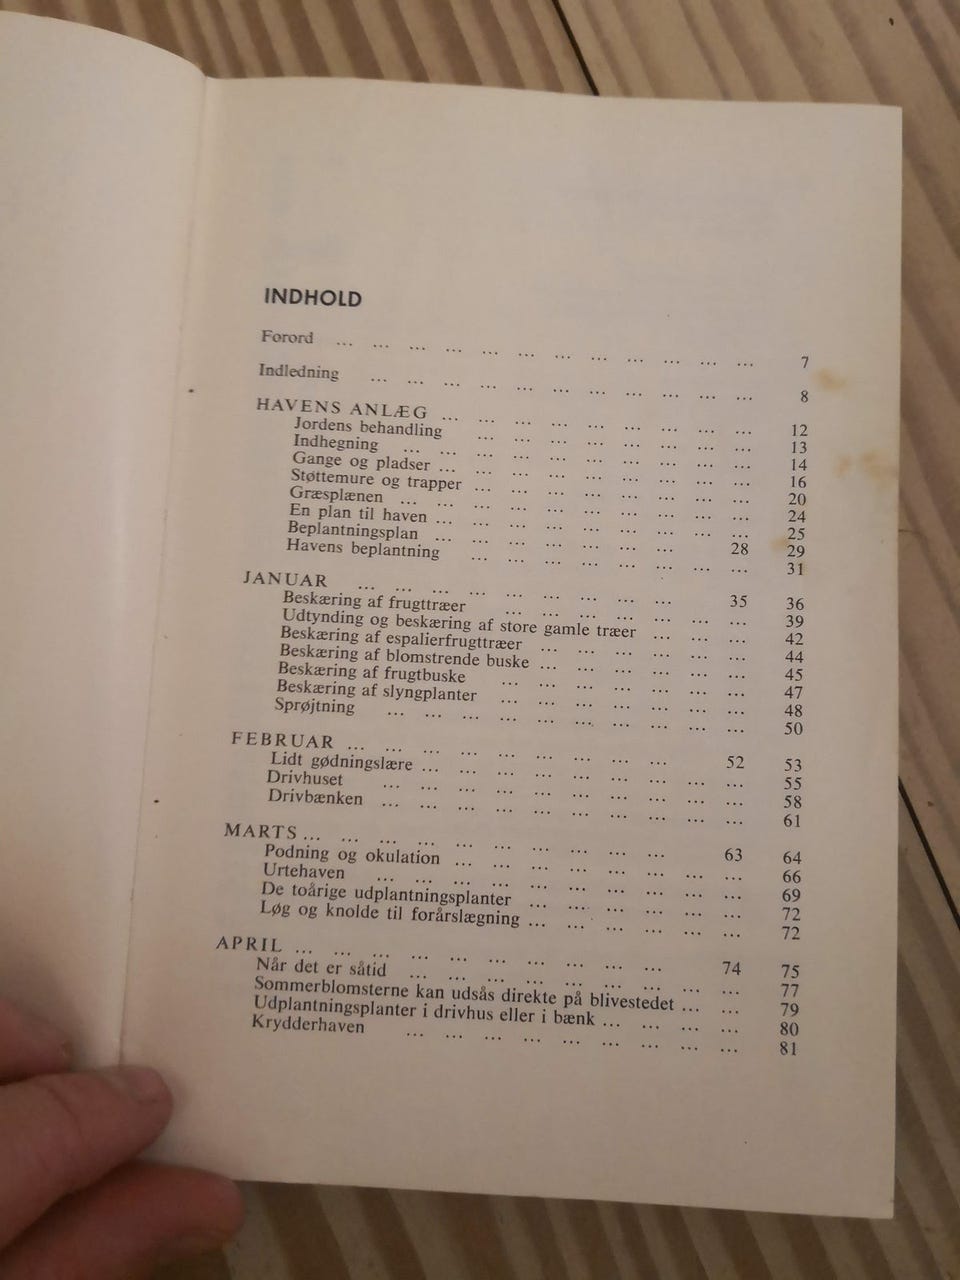 INDHOLD
Forord ... ... ... ... ... ... ... ... ... ... ... ... 7
Indledning ... ... ... ... ... ... ... ... ... ... ... 8
HAVENS ANLÆG ... ... ... ... ... ... ... ... ... 12
Jordens behandling ... ... ... ... ... ... ... ... 13
Indhegning ... ... ... ... ... ... ... ... ... ... 14
Gange og pladser ... ... ... ... ... ... ... ... ... 16
Støttemure og trapper ... ... ... ... ... ... ... ... 20
Græsplænen ... ... ... ... ... ... ... ... ... ... 24
En plan til haven ... ... ... ... ... ... ... ... ... 25
Beplantningsplan ... ... ... ... ... ... ... 28 29
Havens beplantning ... ... ... ... ... ... ... ... 31
JANUAR ... ... ... ... ... ... ... ... ... 35 36
Beskæring af frugttræer ... ... ... ... ... ... ... 39
Udtynding og beskæring af store gamle træer ... ... ... 42
Beskæring af espalierfrugttræer ... ... ... ... ... ... 44
Beskæring af blomstrende buske ... ... ... ... ... ... 45
Beskæring af frugtbuske ... ... ... ... ... ... ... 47
Beskæring af slyngplanter ... ... ... ... ... ... ... 48
Sprøjtning ... ... ... ... ... ... ... ... ... ... 50
FEBRUAR ... ... ... ... ... ... ... ... ... 52 53
Lidt gødningslære ... ... ... ... ... ... ... ... ... 55
Drivhuset ... ... ... ... ... ... ... ... ... ... 58
Drivbænken ... ... ... ... ... ... ... ... ... ... 61
MARTS ... ... ... ... ... ... ... ... ... ... 63 64
Podning og okulation ... ... ... ... ... ... ... ... 66
Urtehaven ... ... ... ... ... ... ... ... ... ... 69
De toårige udplantningsplanter ... ... ... ... ... ... 72
Løg og knolde til forårslægning ... ... ... ... ... ... 72
APRIL ... ... ... ... ... ... ... ... ... ... 74 75
Når det er såtid ... ... ... ... ... ... ... ... ... 77
Sommerblomsterne kan udsås direkte på blivestedet ... ... 79
Udplantningsplanter i drivhus eller i bænk ... ... ... ... 80
Krydderhaven ... ... ... ... ... ... ... ... ... 81